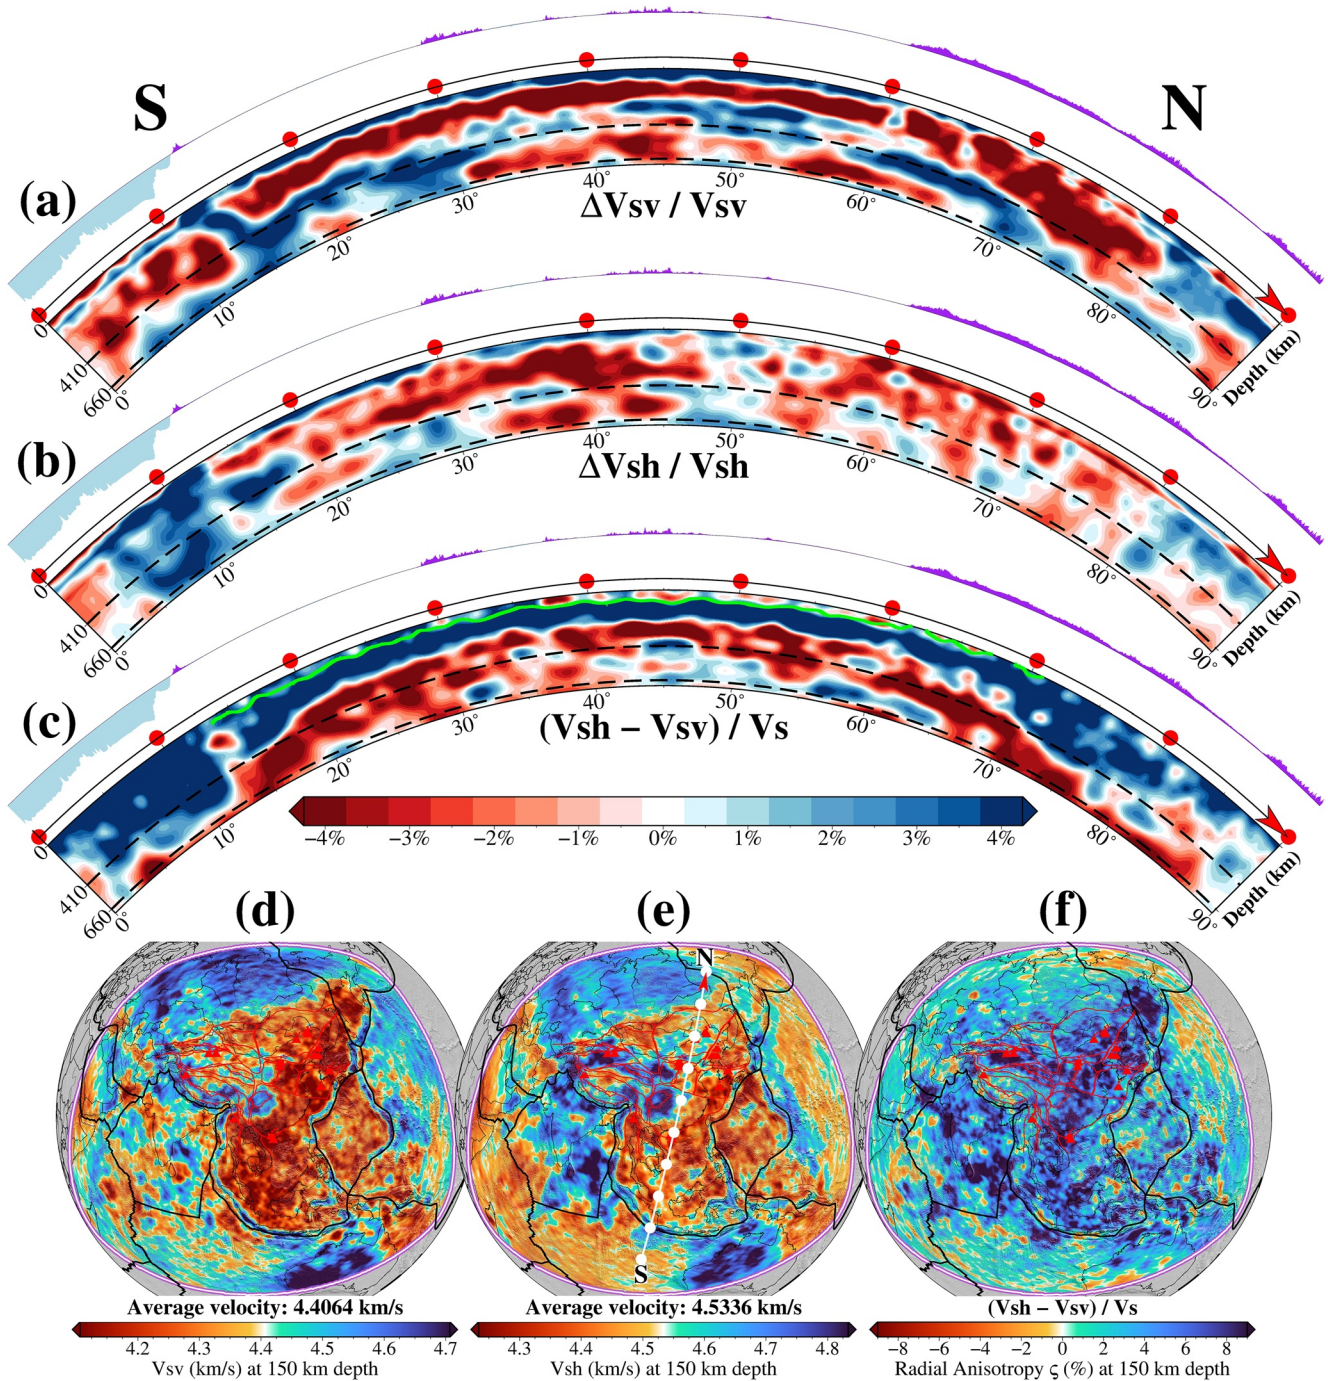 S
N
(a)
0
410
660
0°
10°
20°
30°
40°
50°
60°
70°
80°
90°
Depth (km)
ΔVsv / Vsv
(b)
0
410
660
0°
10°
20°
30°
40°
50°
60°
70°
80°
90°
Depth (km)
ΔVsh / Vsh
(c)
0
410
660
0°
10°
20°
30°
40°
50°
60°
70°
80°
90°
Depth (km)
(Vsh − Vsv) / Vs
−4% −3% −2% −1% 0% 1% 2% 3% 4%
(d)
(e)
(f)
N
S
Average velocity: 4.4064 km/s
4.2 4.3 4.4 4.5 4.6 4.7
Vsv (km/s) at 150 km depth
Average velocity: 4.5336 km/s
4.3 4.4 4.5 4.6 4.7 4.8
Vsh (km/s) at 150 km depth
(Vsh − Vsv) / Vs
−8 −6 −4 −2 0 2 4 6 8
Radial Anisotropy ζ (%) at 150 km depth